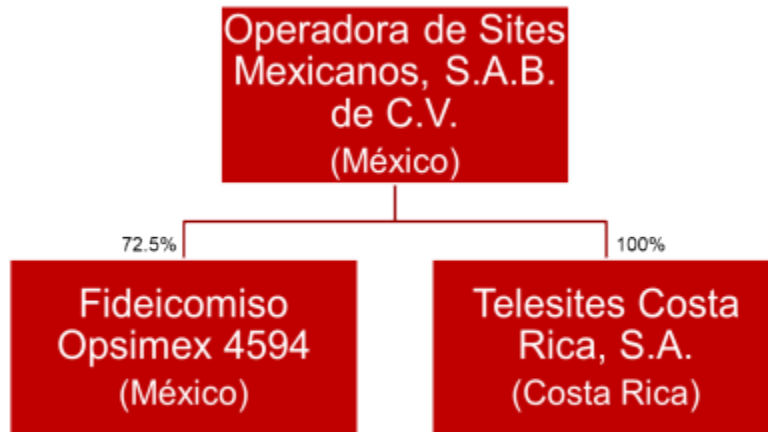 Operadora de Sites
Mexicanos, S.A.B.
de C.V.
(México)
72.5%
100%
Fideicomiso
Opsimex 4594
(México)
Telesites Costa
Rica, S.A.
(Costa Rica)